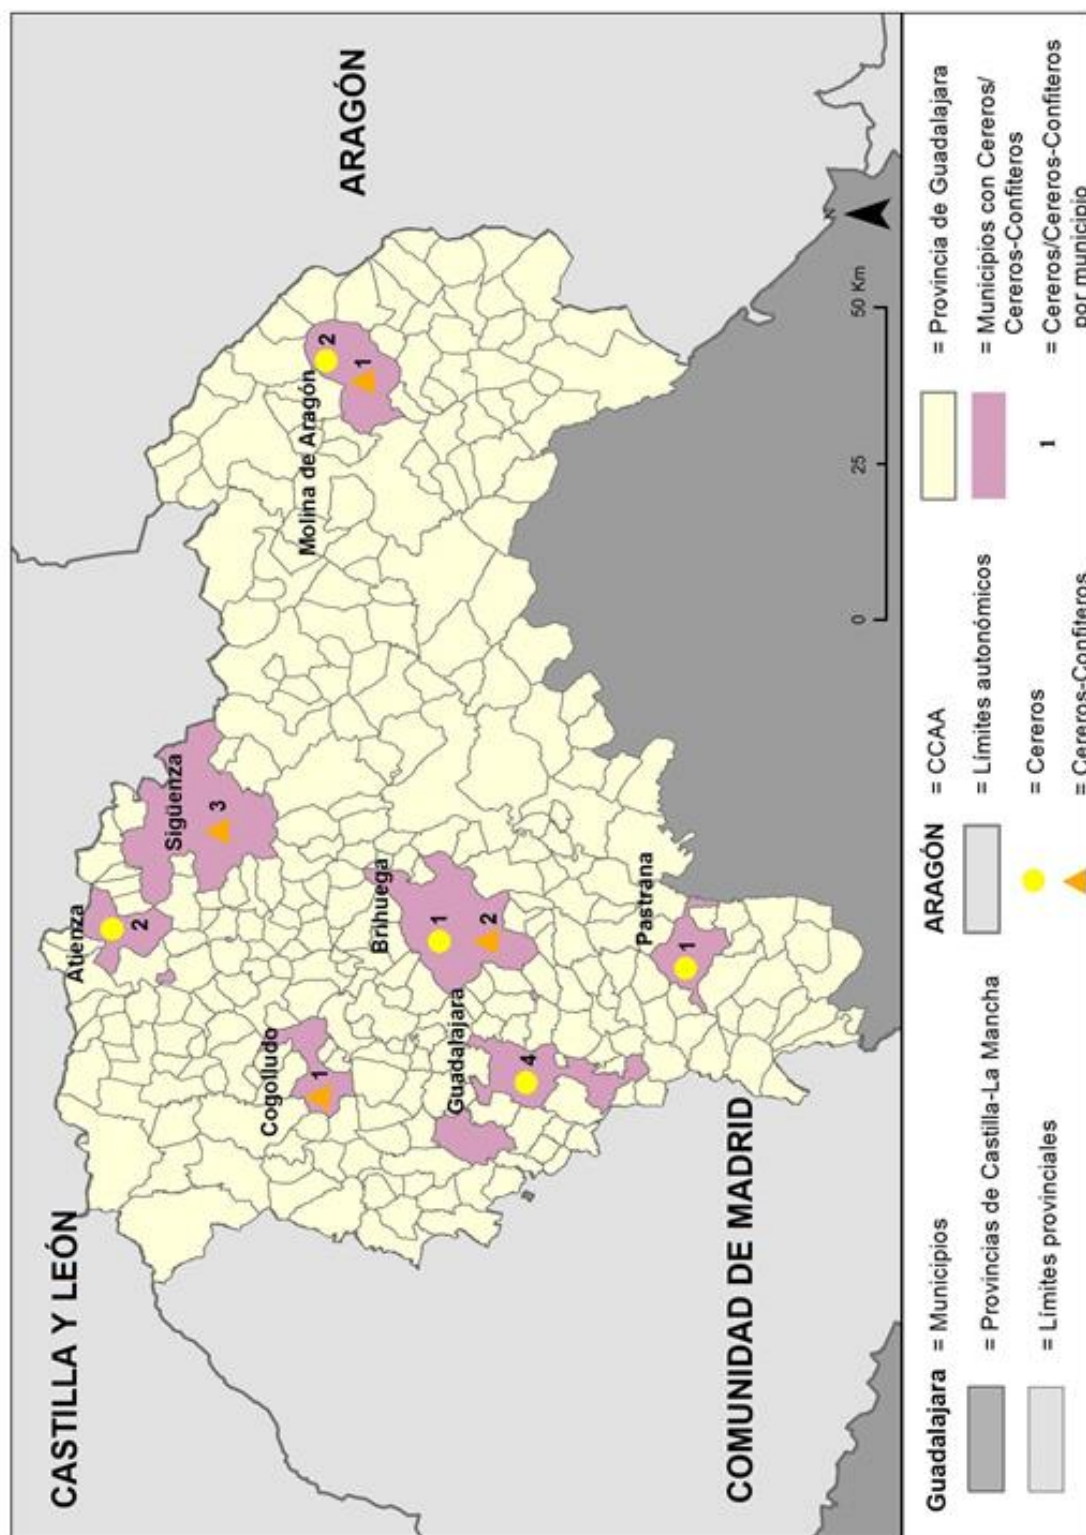 CASTILLA Y LEÓN
ARAGÓN
Atienza
2
Sigüenza
3
Cogolludo
1
Molina de Aragón
2
1
Brihuega
1
2
Guadalajara
4
Pastrana
1
COMUNIDAD DE MADRID
N
0 25 50 Km
Guadalajara = Municipios
= Provincias de Castilla-La Mancha
= Límites provinciales
ARAGÓN = CCAA
= Límites autonómicos
= Cereros
= Cereros-Confiteros
= Provincia de Guadalajara
= Municipios con Cereros/
Cereros-Confiteros
1 = Cereros/Cereros-Confiteros
por municipio